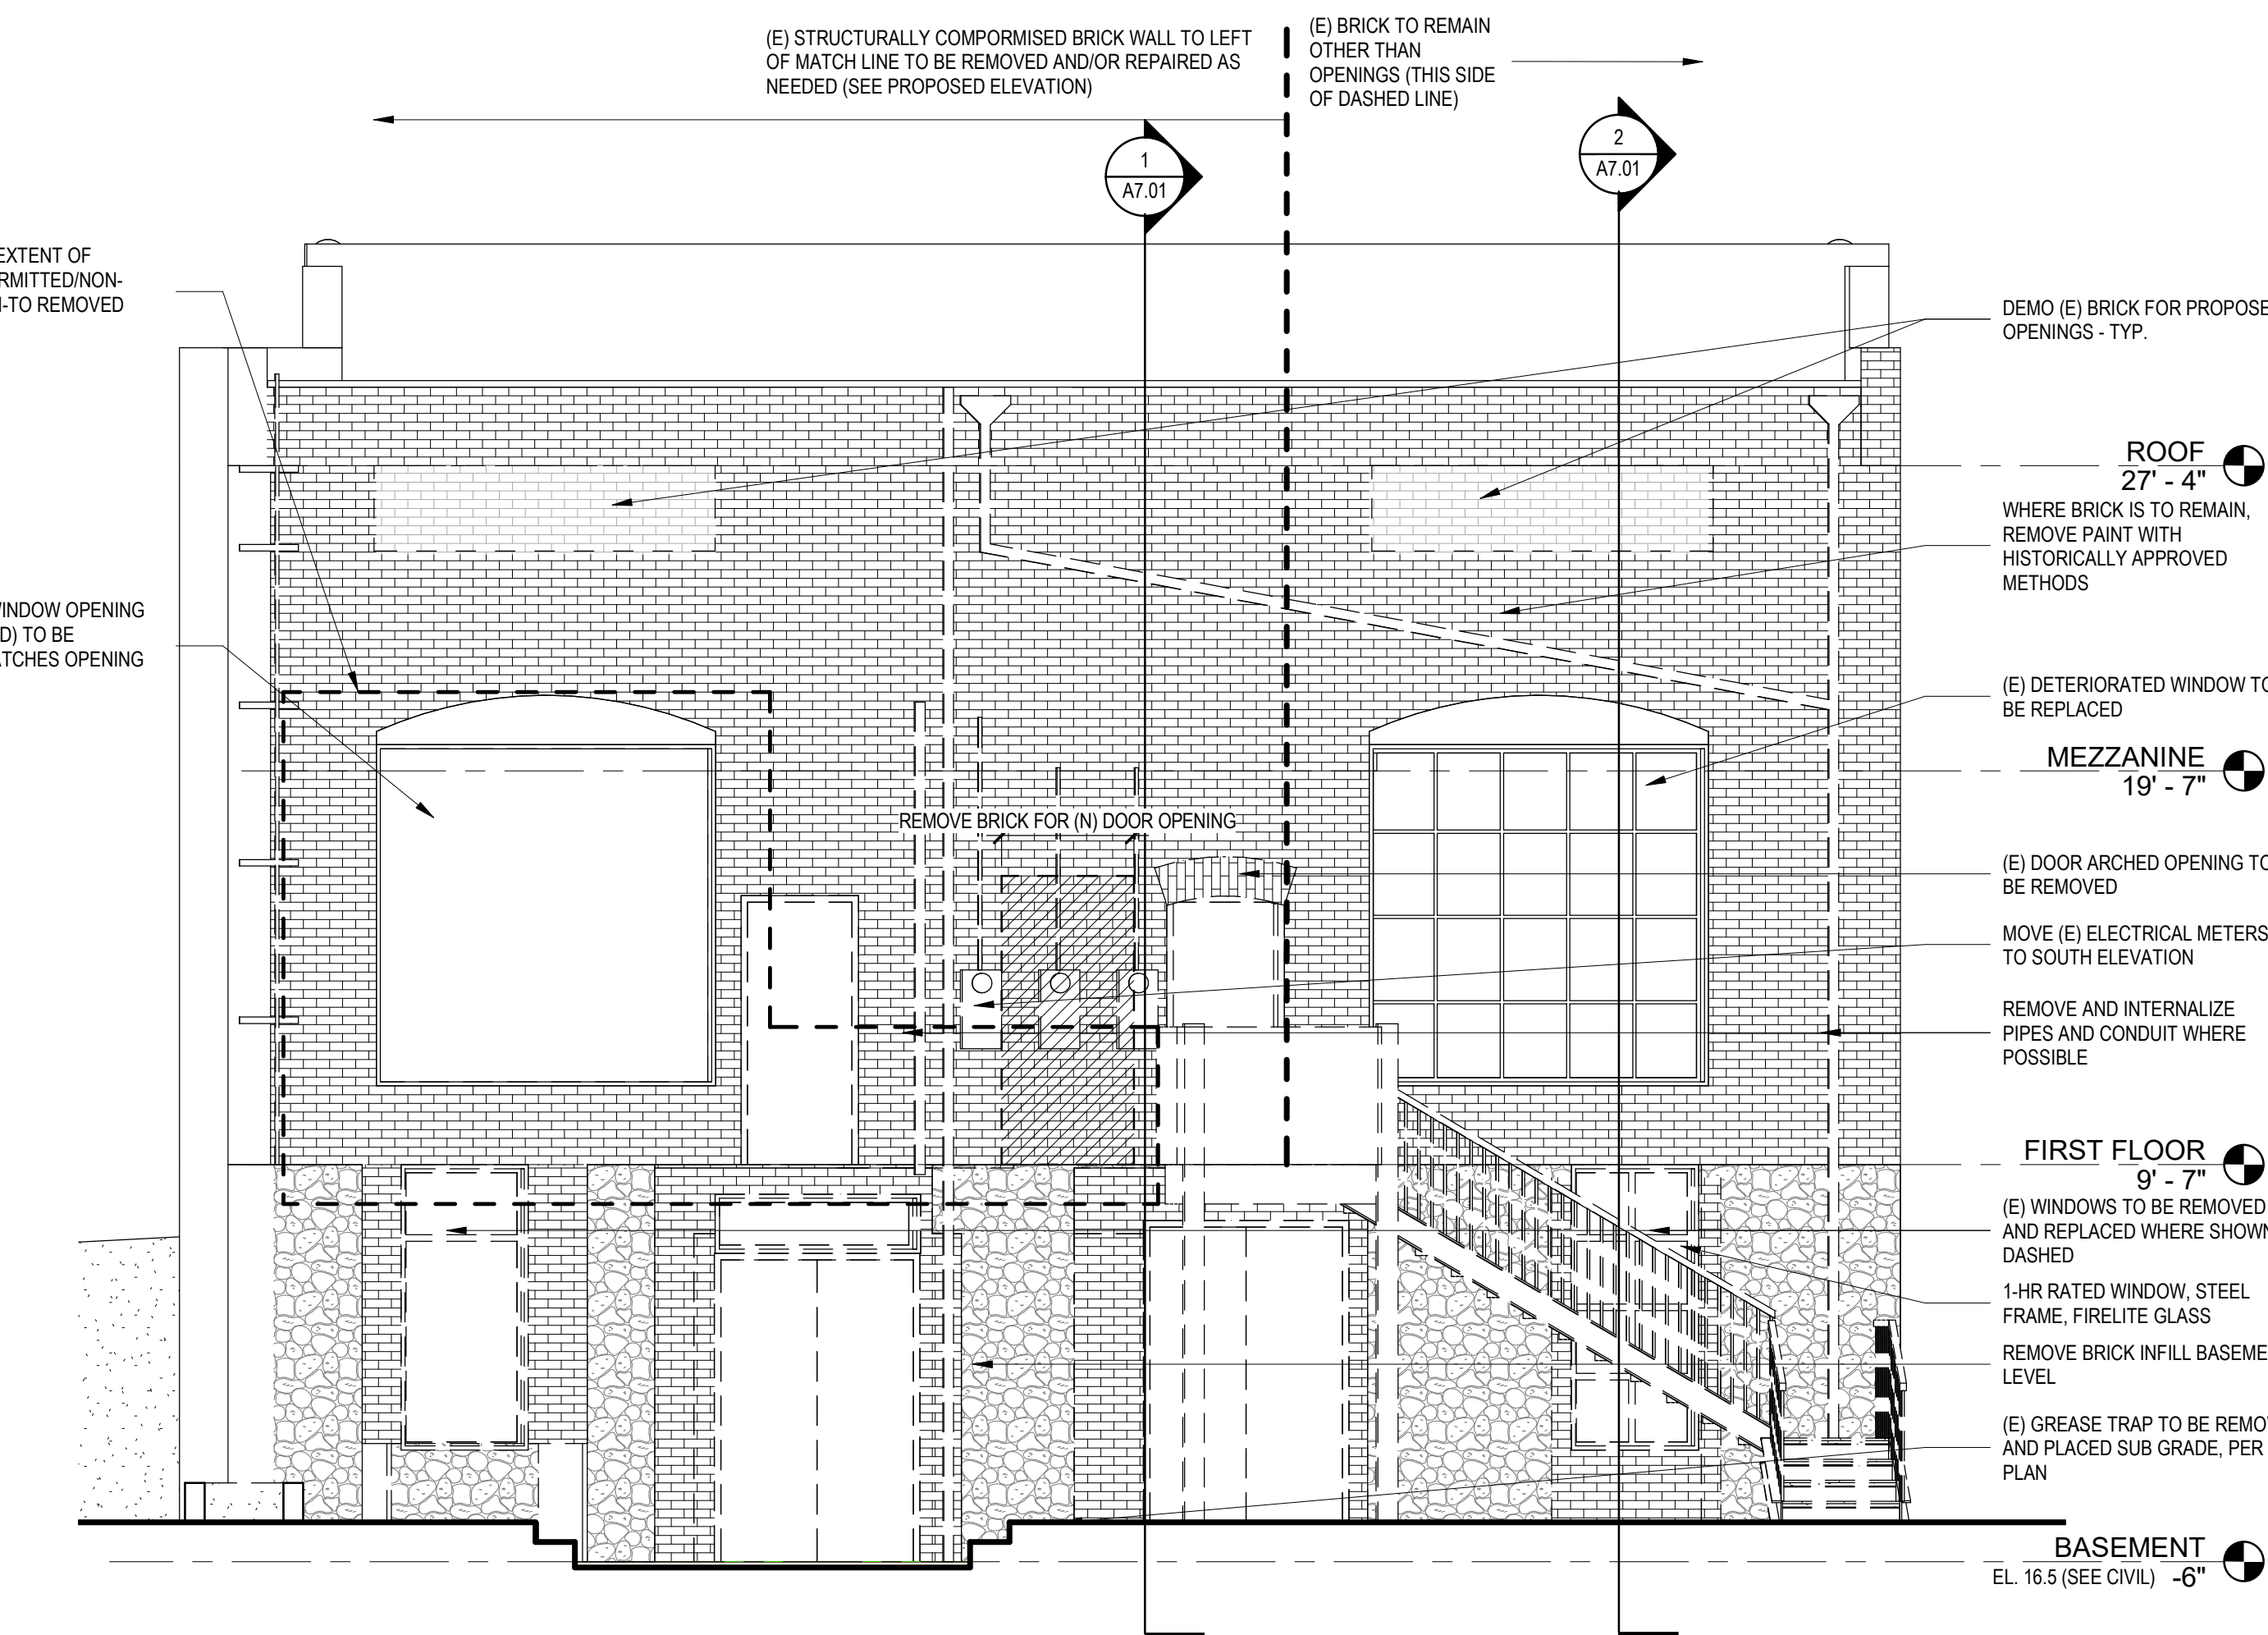 (E) STRUCTURALLY COMPORMISED BRICK WALL TO LEFT
OF MATCH LINE TO BE REMOVED AND/OR REPAIRED AS
NEEDED (SEE PROPOSED ELEVATION)
(E) BRICK TO REMAIN
OTHER THAN
OPENINGS (THIS SIDE
OF DASHED LINE)
1
A7.01
2
A7.01
EXTENT OF
RMITTED/NON-
-TO REMOVED
INDOW OPENING
D) TO BE
ATCHES OPENING
REMOVE BRICK FOR (N) DOOR OPENING
DEMO (E) BRICK FOR PROPOSE
OPENINGS - TYP.
ROOF
27' - 4"
WHERE BRICK IS TO REMAIN,
REMOVE PAINT WITH
HISTORICALLY APPROVED
METHODS
(E) DETERIORATED WINDOW TO
BE REPLACED
MEZZANINE
19' - 7"
(E) DOOR ARCHED OPENING TO
BE REMOVED
MOVE (E) ELECTRICAL METERS
TO SOUTH ELEVATION
REMOVE AND INTERNALIZE
PIPES AND CONDUIT WHERE
POSSIBLE
FIRST FLOOR
9' - 7"
(E) WINDOWS TO BE REMOVED
AND REPLACED WHERE SHOWN
DASHED
1-HR RATED WINDOW, STEEL
FRAME, FIRELITE GLASS
REMOVE BRICK INFILL BASEME
LEVEL
(E) GREASE TRAP TO BE REMO
AND PLACED SUB GRADE, PER
PLAN
BASEMENT
EL. 16.5 (SEE CIVIL) -6"